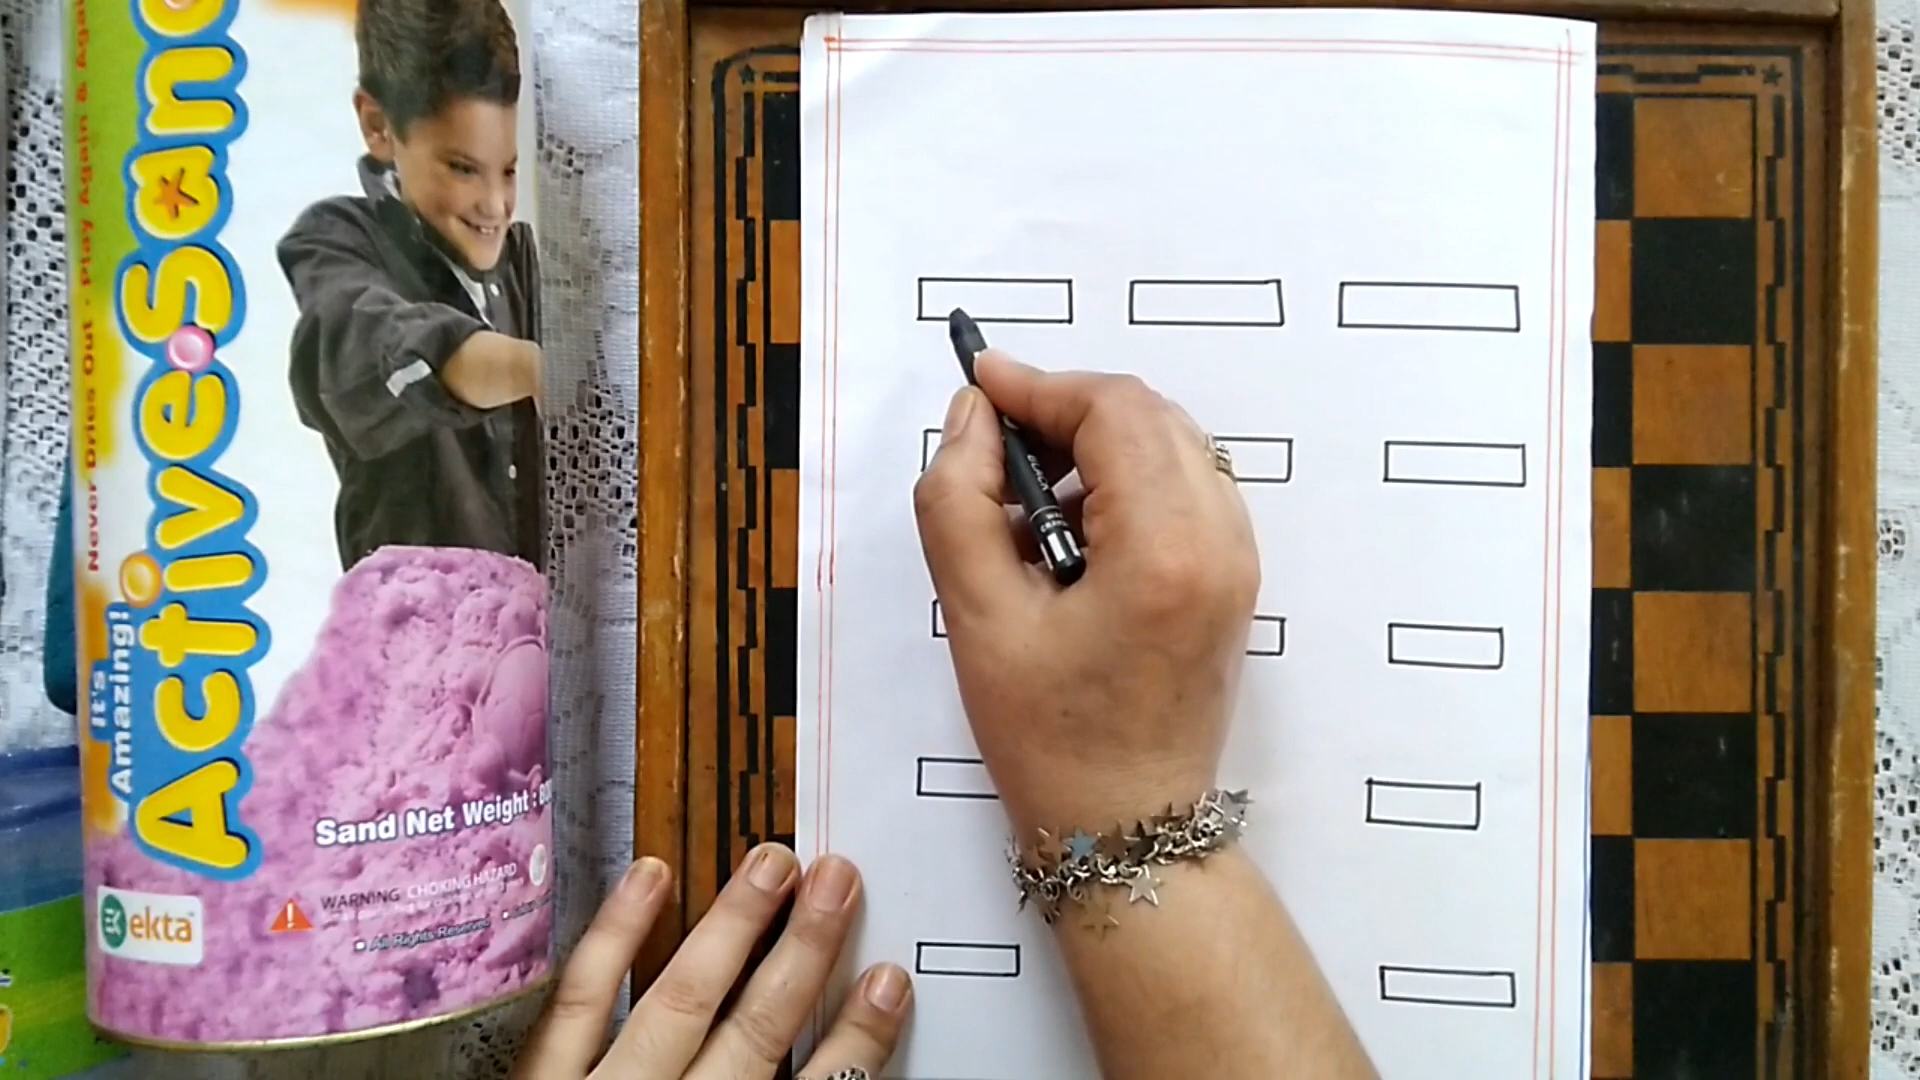 Never Dries Out · Play Again & Again
It's
Amazing!
Active Sand
Sand Net Weight :
WARNING CHOKING HAZARD
All Rights Reserved
ekta
BLACK